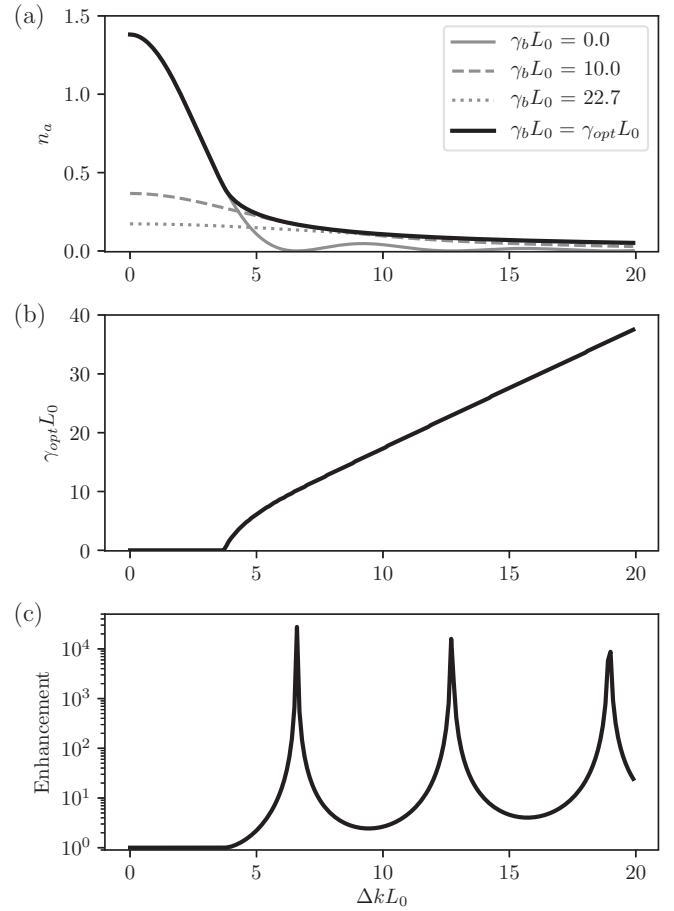 (a)
1.5
1.0
0.5
0.0
n_a
γ_b L_0 = 0.0
γ_b L_0 = 10.0
γ_b L_0 = 22.7
γ_b L_0 = γ_opt L_0
0 5 10 15 20
(b)
40
30
20
10
0
γ_opt L_0
0 5 10 15 20
(c)
10^4
10^3
10^2
10^1
10^0
Enhancement
0 5 10 15 20
ΔkL_0